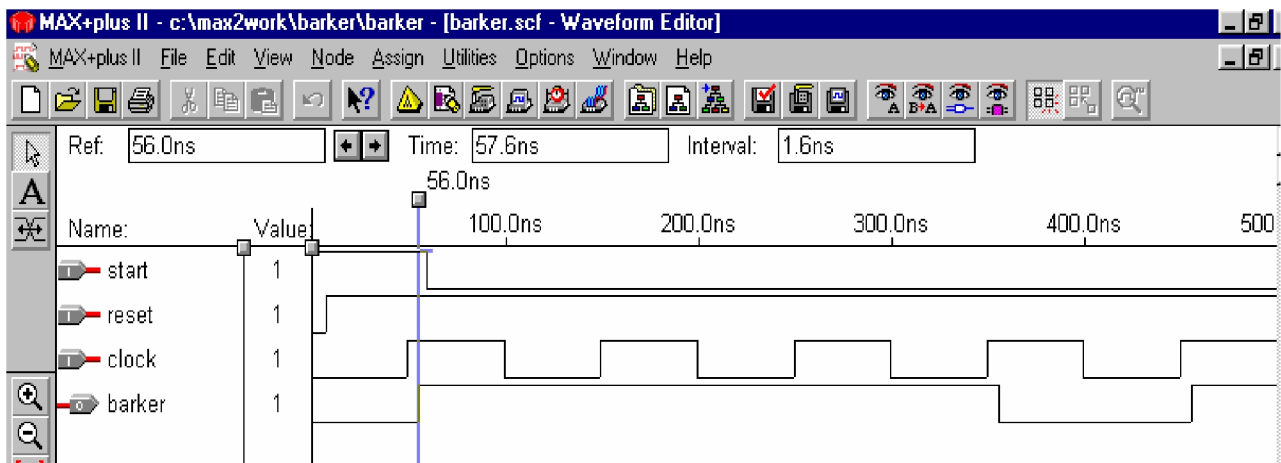 MAX+plus II - c:\max2work\barker\barker - [barker.scf - Waveform Editor]
MAX+plus II File Edit View Node Assign Utilities Options Window Help
Ref: 56.0ns Time: 57.6ns Interval: 1.6ns
56.0ns
Name: Value: 100.0ns 200.0ns 300.0ns 400.0ns 500
start 1
reset 1
clock 1
barker 1